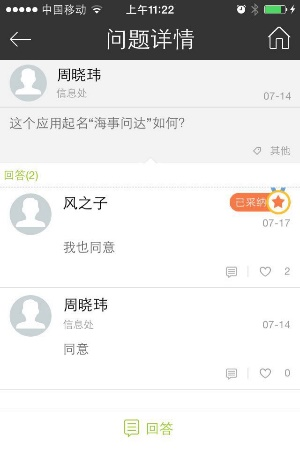 中国移动 上午11:22
问题详情
周晓玮
信息处 07-14
这个应用起名“海事问达”如何？
其他
回答(2)
风之子 已采纳
07-17
我也同意
2
周晓玮
信息处 07-14
同意
0
回答